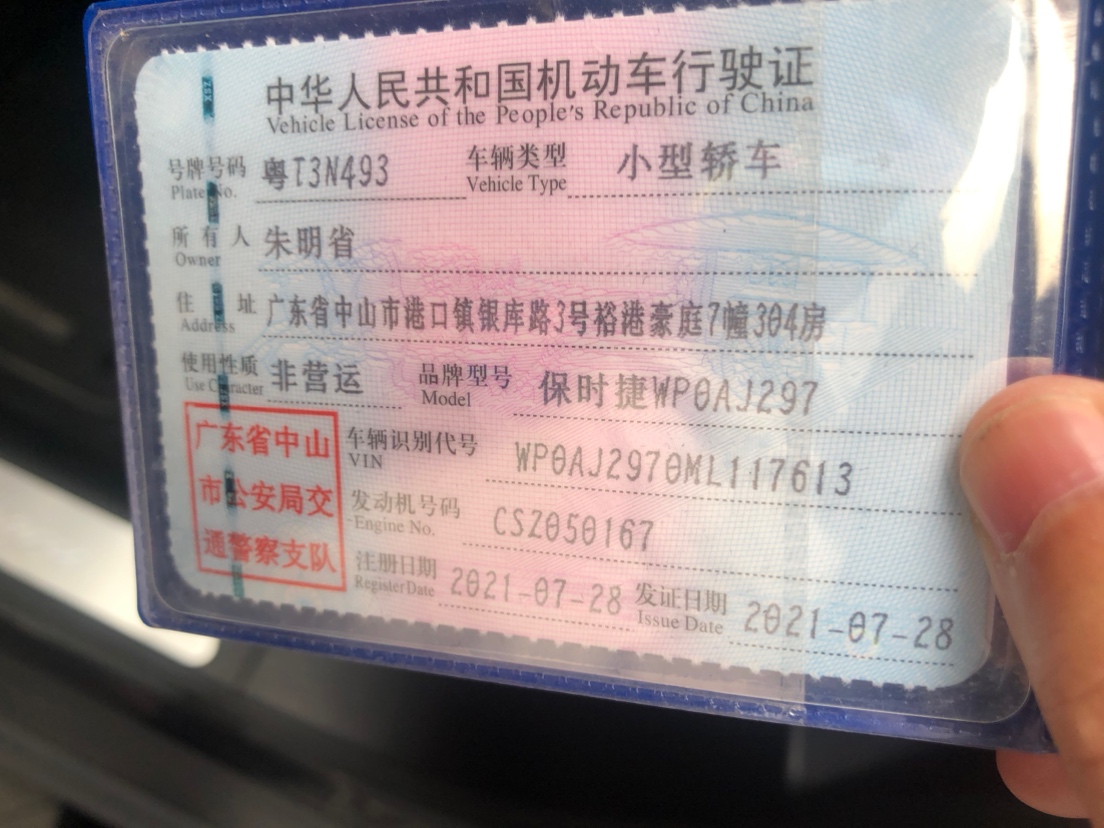 中华人民共和国机动车行驶证
Vehicle License of the People's Republic of China
号牌号码 粤T3N493 车辆类型 小型轿车
Plate No. Vehicle Type
所有人 朱明省
Owner
住址 广东省中山市港口镇银库路3号裕港豪庭7幢304房
Address
使用性质 非营运 品牌型号 保时捷WP0AJ297
Use Character Model
广东省中山
市公安局交
通警察支队
车辆识别代号 WP0AJ2970ML117613
VIN
发动机号码 CSZ050167
Engine No.
注册日期 2021-07-28 发证日期 2021-07-28
Register Date Issue Date